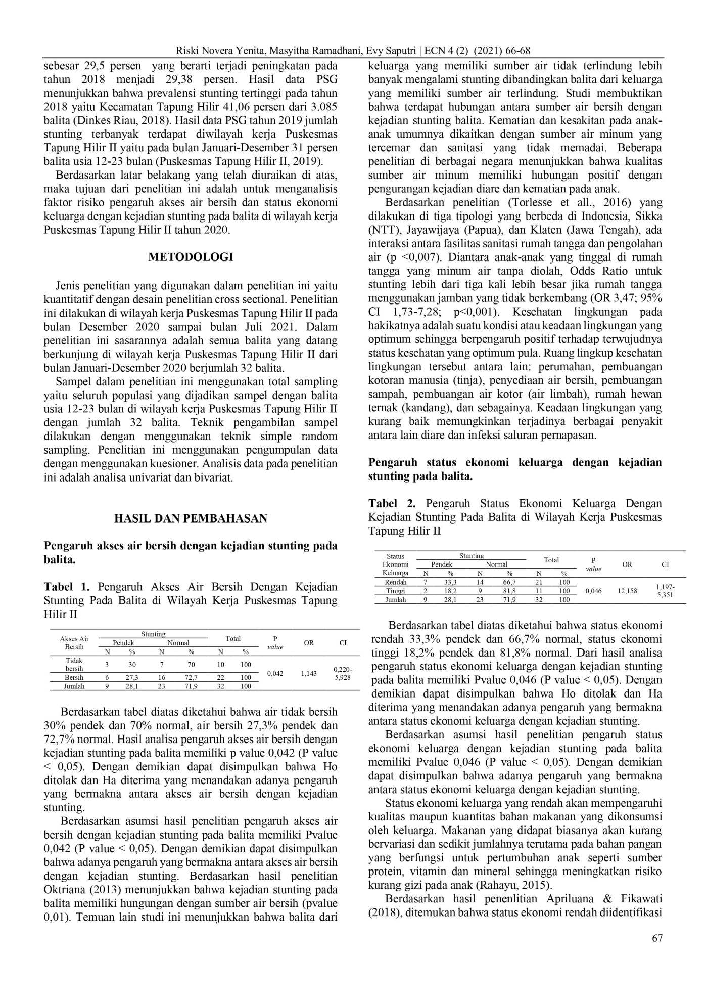 Riski Novera Yenita, Masyitha Ramadhani, Evy Saputri | ECN 4 (2) (2021) 66-68
sebesar 29,5 persen yang berarti terjadi peningkatan pada
tahun 2018 menjadi 29,38 persen. Hasil data PSG
menunjukkan bahwa prevalensi stunting tertinggi pada tahun
2018 yaitu Kecamatan Tapung Hilir 41,06 persen dari 3.085
balita (Dinkes Riau, 2018). Hasil data PSG tahun 2019 jumlah
stunting terbanyak terdapat diwilayah kerja Puskesmas
Tapung Hilir II yaitu pada bulan Januari-Desember 31 persen
balita usia 12-23 bulan (Puskesmas Tapung Hilir II, 2019).
Berdasarkan latar belakang yang telah diuraikan di atas,
maka tujuan dari penelitian ini adalah untuk menganalisis
faktor risiko pengaruh akses air bersih dan status ekonomi
keluarga dengan kejadian stunting pada balita di wilayah kerja
Puskesmas Tapung Hilir II tahun 2020.
METODOLOGI
Jenis penelitian yang digunakan dalam penelitian ini yaitu
kuantitatif dengan desain penelitian cross sectional. Penelitian
ini dilakukan di wilayah kerja Puskesmas Tapung Hilir II pada
bulan Desember 2020 sampai bulan Juli 2021. Dalam
penelitian ini sasarannya adalah semua balita yang datang
berkunjung di wilayah kerja Puskesmas Tapung Hilir II dari
bulan Januari-Desember 2020 berjumlah 32 balita.
Sampel dalam penelitian ini menggunakan total sampling
yaitu seluruh populasi yang dijadikan sampel dengan balita
usia 12-23 bulan di wilayah kerja Puskesmas Tapung Hilir II
dengan jumlah 32 balita. Teknik pengambilan sampel
dilakukan dengan menggunakan teknik simple random
sampling. Penelitian ini menggunakan pengumpulan data
dengan menggunakan kuesioner. Analisis data pada penelitian
ini adalah analisa univariat dan bivariat.
HASIL DAN PEMBAHASAN
Pengaruh akses air bersih dengan kejadian stunting pada
balita.
Tabel 1. Pengaruh Akses Air Bersih Dengan Kejadian
Stunting Pada Balita di Wilayah Kerja Puskesmas Tapung
Hilir II
Akses Air Bersih Stunting Total P value OR CI
Pendek Normal
N % N % N %
Tidak bersih 3 30 7 70 10 100 0,042 1,143 0,220-5,928
Bersih 6 27,3 16 72,7 22 100
Jumlah 9 28,1 23 71,9 32 100
Berdasarkan tabel diatas diketahui bahwa air tidak bersih
30% pendek dan 70% normal, air bersih 27,3% pendek dan
72,7% normal. Hasil analisa pengaruh akses air bersih dengan
kejadian stunting pada balita memiliki p value 0,042 (P value
< 0,05). Dengan demikian dapat disimpulkan bahwa Ho
ditolak dan Ha diterima yang menandakan adanya pengaruh
yang bermakna antara akses air bersih dengan kejadian
stunting.
Berdasarkan asumsi hasil penelitian pengaruh akses air
bersih dengan kejadian stunting pada balita memiliki Pvalue
0,042 (P value < 0,05). Dengan demikian dapat disimpulkan
bahwa adanya pengaruh yang bermakna antara akses air bersih
dengan kejadian stunting. Berdasarkan hasil penelitian
Oktriana (2013) menunjukkan bahwa kejadian stunting pada
balita memiliki hungungan dengan sumber air bersih (pvalue
0,01). Temuan lain studi ini menunjukkan bahwa balita dari
keluarga yang memiliki sumber air tidak terlindung lebih
banyak mengalami stunting dibandingkan balita dari keluarga
yang memiliki sumber air terlindung. Studi membuktikan
bahwa terdapat hubungan antara sumber air bersih dengan
kejadian stunting balita. Kematian dan kesakitan pada anak-
anak umumnya dikaitkan dengan sumber air minum yang
tercemar dan sanitasi yang tidak memadai. Beberapa
penelitian di berbagai negara menunjukkan bahwa kualitas
sumber air minum memiliki hubungan positif dengan
pengurangan kejadian diare dan kematian pada anak.
Berdasarkan penelitian (Torlesse et all., 2016) yang
dilakukan di tiga tipologi yang berbeda di Indonesia, Sikka
(NTT), Jayawijaya (Papua), dan Klaten (Jawa Tengah), ada
interaksi antara fasilitas sanitasi rumah tangga dan pengolahan
air (p <0,007). Diantara anak-anak yang tinggal di rumah
tangga yang minum air tanpa diolah, Odds Ratio untuk
stunting lebih dari tiga kali lebih besar jika rumah tangga
menggunakan jamban yang tidak berkembang (OR 3,47; 95%
CI 1,73-7,28; p<0,001). Kesehatan lingkungan pada
hakikatnya adalah suatu kondisi atau keadaan lingkungan yang
optimum sehingga berpengaruh positif terhadap terwujudnya
status kesehatan yang optimum pula. Ruang lingkup kesehatan
lingkungan tersebut antara lain: perumahan, pembuangan
kotoran manusia (tinja), penyediaan air bersih, pembuangan
sampah, pembuangan air kotor (air limbah), rumah hewan
ternak (kandang), dan sebagainya. Keadaan lingkungan yang
kurang baik memungkinkan terjadinya berbagai penyakit
antara lain diare dan infeksi saluran pernapasan.
Pengaruh status ekonomi keluarga dengan kejadian
stunting pada balita.
Tabel 2. Pengaruh Status Ekonomi Keluarga Dengan
Kejadian Stunting Pada Balita di Wilayah Kerja Puskesmas
Tapung Hilir II
Status Ekonomi Keluarga Stunting Total P value OR CI
Pendek Normal
N % N % N %
Rendah 7 33,3 14 66,7 21 100 0,046 12,158 1,197-5,351
Tinggi 2 18,2 9 81,8 11 100
Jumlah 9 28,1 23 71,9 32 100
Berdasarkan tabel diatas diketahui bahwa status ekonomi
rendah 33,3% pendek dan 66,7% normal, status ekonomi
tinggi 18,2% pendek dan 81,8% normal. Dari hasil analisa
pengaruh status ekonomi keluarga dengan kejadian stunting
pada balita memiliki Pvalue 0,046 (P value < 0,05). Dengan
demikian dapat disimpulkan bahwa Ho ditolak dan Ha
diterima yang menandakan adanya pengaruh yang bermakna
antara status ekonomi keluarga dengan kejadian stunting.
Berdasarkan asumsi hasil penelitian pengaruh status
ekonomi keluarga dengan kejadian stunting pada balita
memiliki Pvalue 0,046 (P value < 0,05). Dengan demikian
dapat disimpulkan bahwa adanya pengaruh yang bermakna
antara status ekonomi keluarga dengan kejadian stunting.
Status ekonomi keluarga yang rendah akan mempengaruhi
kualitas maupun kuantitas bahan makanan yang dikonsumsi
oleh keluarga. Makanan yang didapat biasanya akan kurang
bervariasi dan sedikit jumlahnya terutama pada bahan pangan
yang berfungsi untuk pertumbuhan anak seperti sumber
protein, vitamin dan mineral sehingga meningkatkan risiko
kurang gizi pada anak (Rahayu, 2015).
Berdasarkan hasil penenlitian Apriluana & Fikawati
(2018), ditemukan bahwa status ekonomi rendah diidentifikasi
67